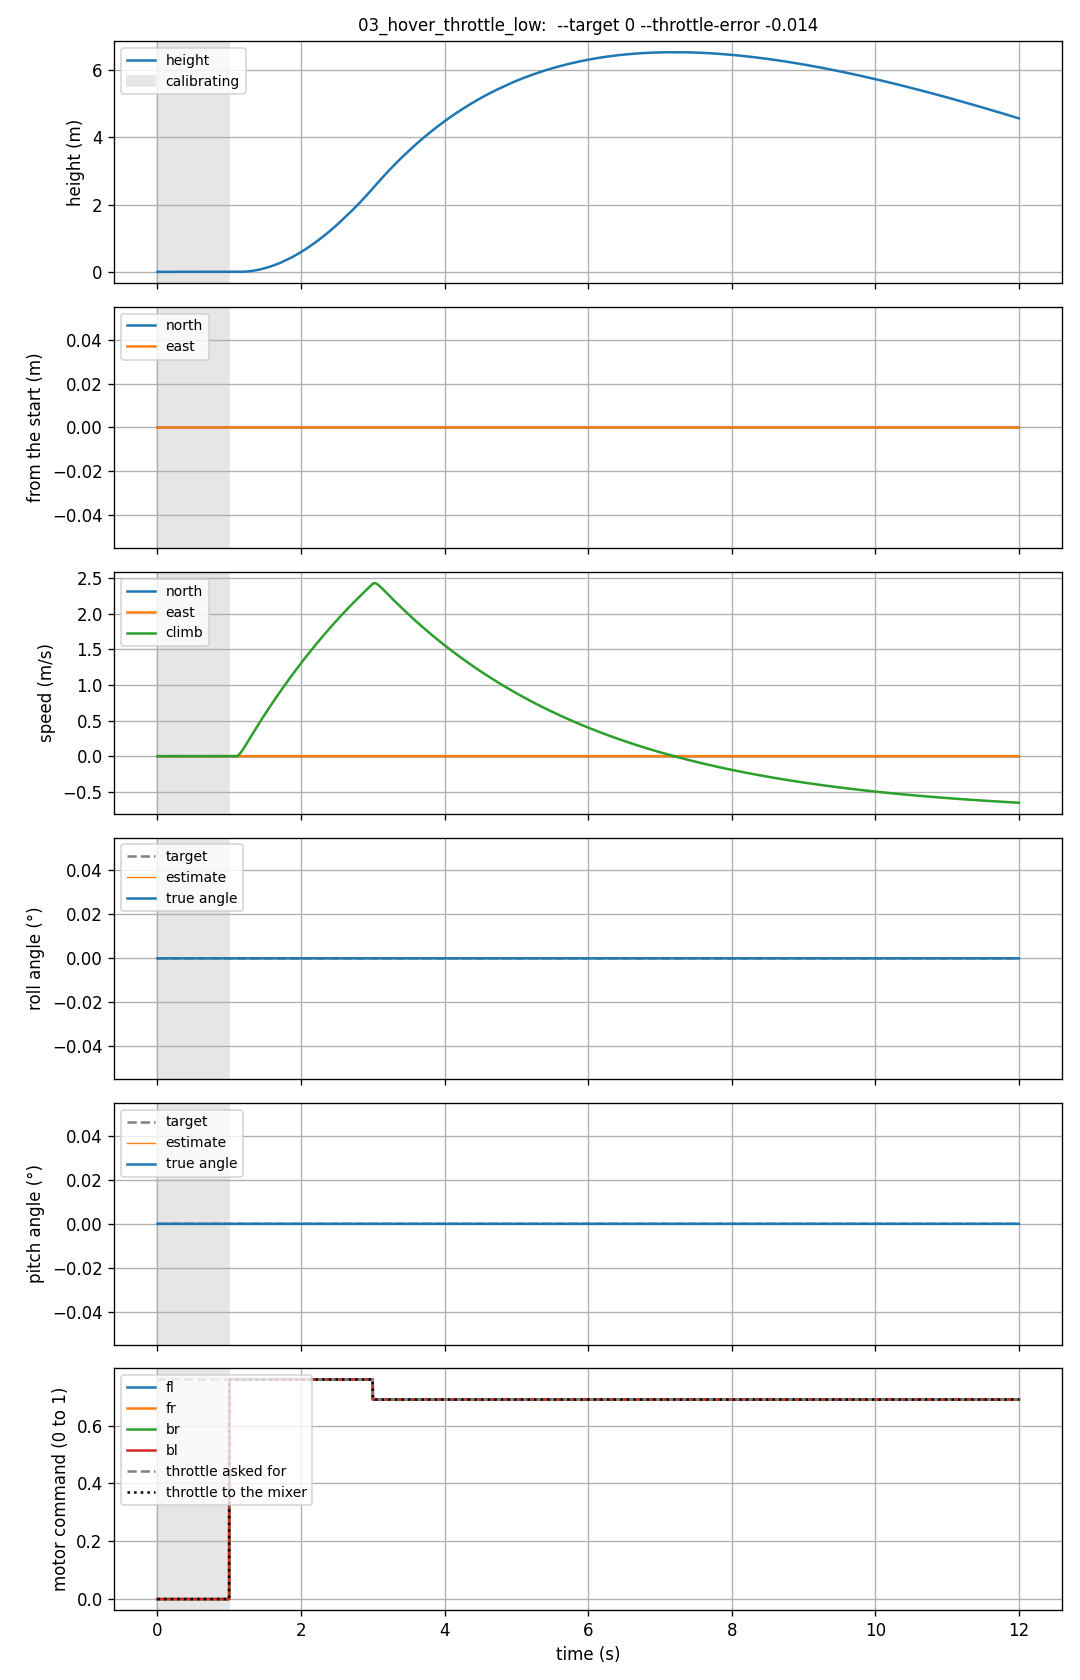 03_hover_throttle_low:  --target 0 --throttle-error -0.014
height (m)
6
4
2
0
height
calibrating
from the start (m)
0.04
0.02
0.00
−0.02
−0.04
north
east
speed (m/s)
2.5
2.0
1.5
1.0
0.5
0.0
−0.5
north
east
climb
roll angle (°)
0.04
0.02
0.00
−0.02
−0.04
target
estimate
true angle
pitch angle (°)
0.04
0.02
0.00
−0.02
−0.04
target
estimate
true angle
motor command (0 to 1)
0.6
0.4
0.2
0.0
fl
fr
br
bl
throttle asked for
throttle to the mixer
0 2 4 6 8 10 12
time (s)